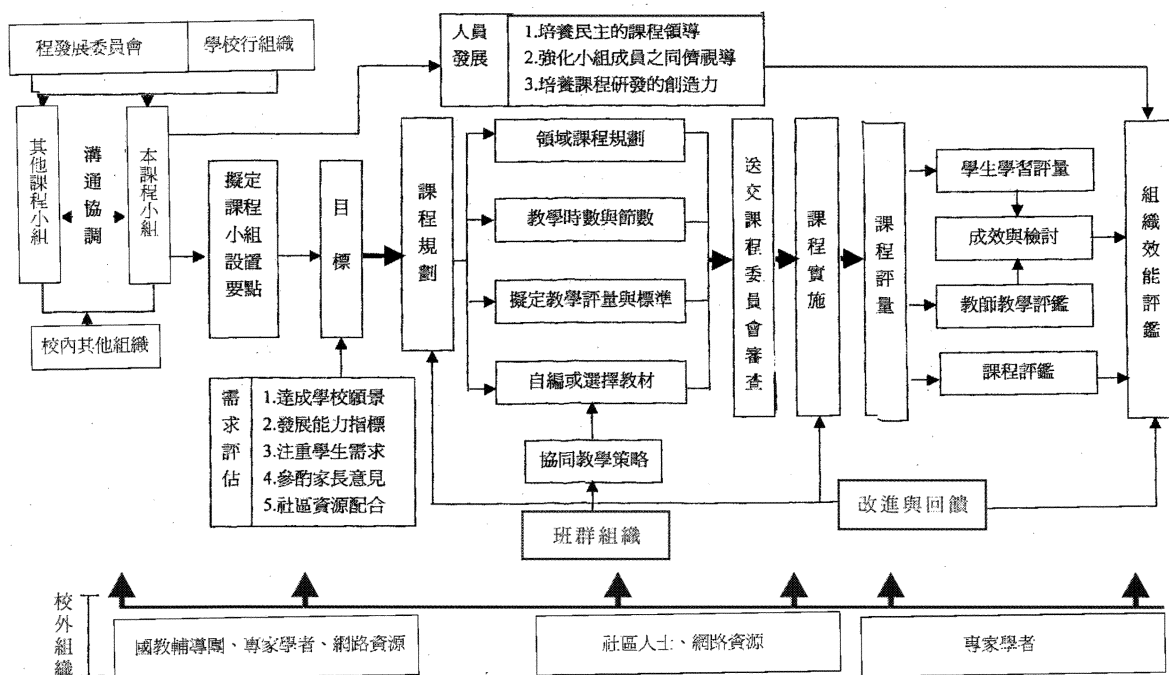 程發展委員會
學校行組織
人員發展
1.培養民主的課程領導
2.強化小組成員之同儕視導
3.培養課程研發的創造力
其他課程小組
溝通協調
本課程小組
校內其他組織
擬定課程小組設置要點
目標
需求評估
1.達成學校願景
2.發展能力指標
3.注重學生需求
4.參酌家長意見
5.社區資源配合
課程規劃
領域課程規劃
教學時數與節數
擬定教學評量與標準
自編或選擇教材
協同教學策略
班群組織
送交課程委員會審查
課程實施
課程評量
學生學習評量
成效與檢討
教師教學評鑑
課程評鑑
組織效能評鑑
改進與回饋
校外組織
國教輔導團、專家學者、網路資源
社區人士、網路資源
專家學者